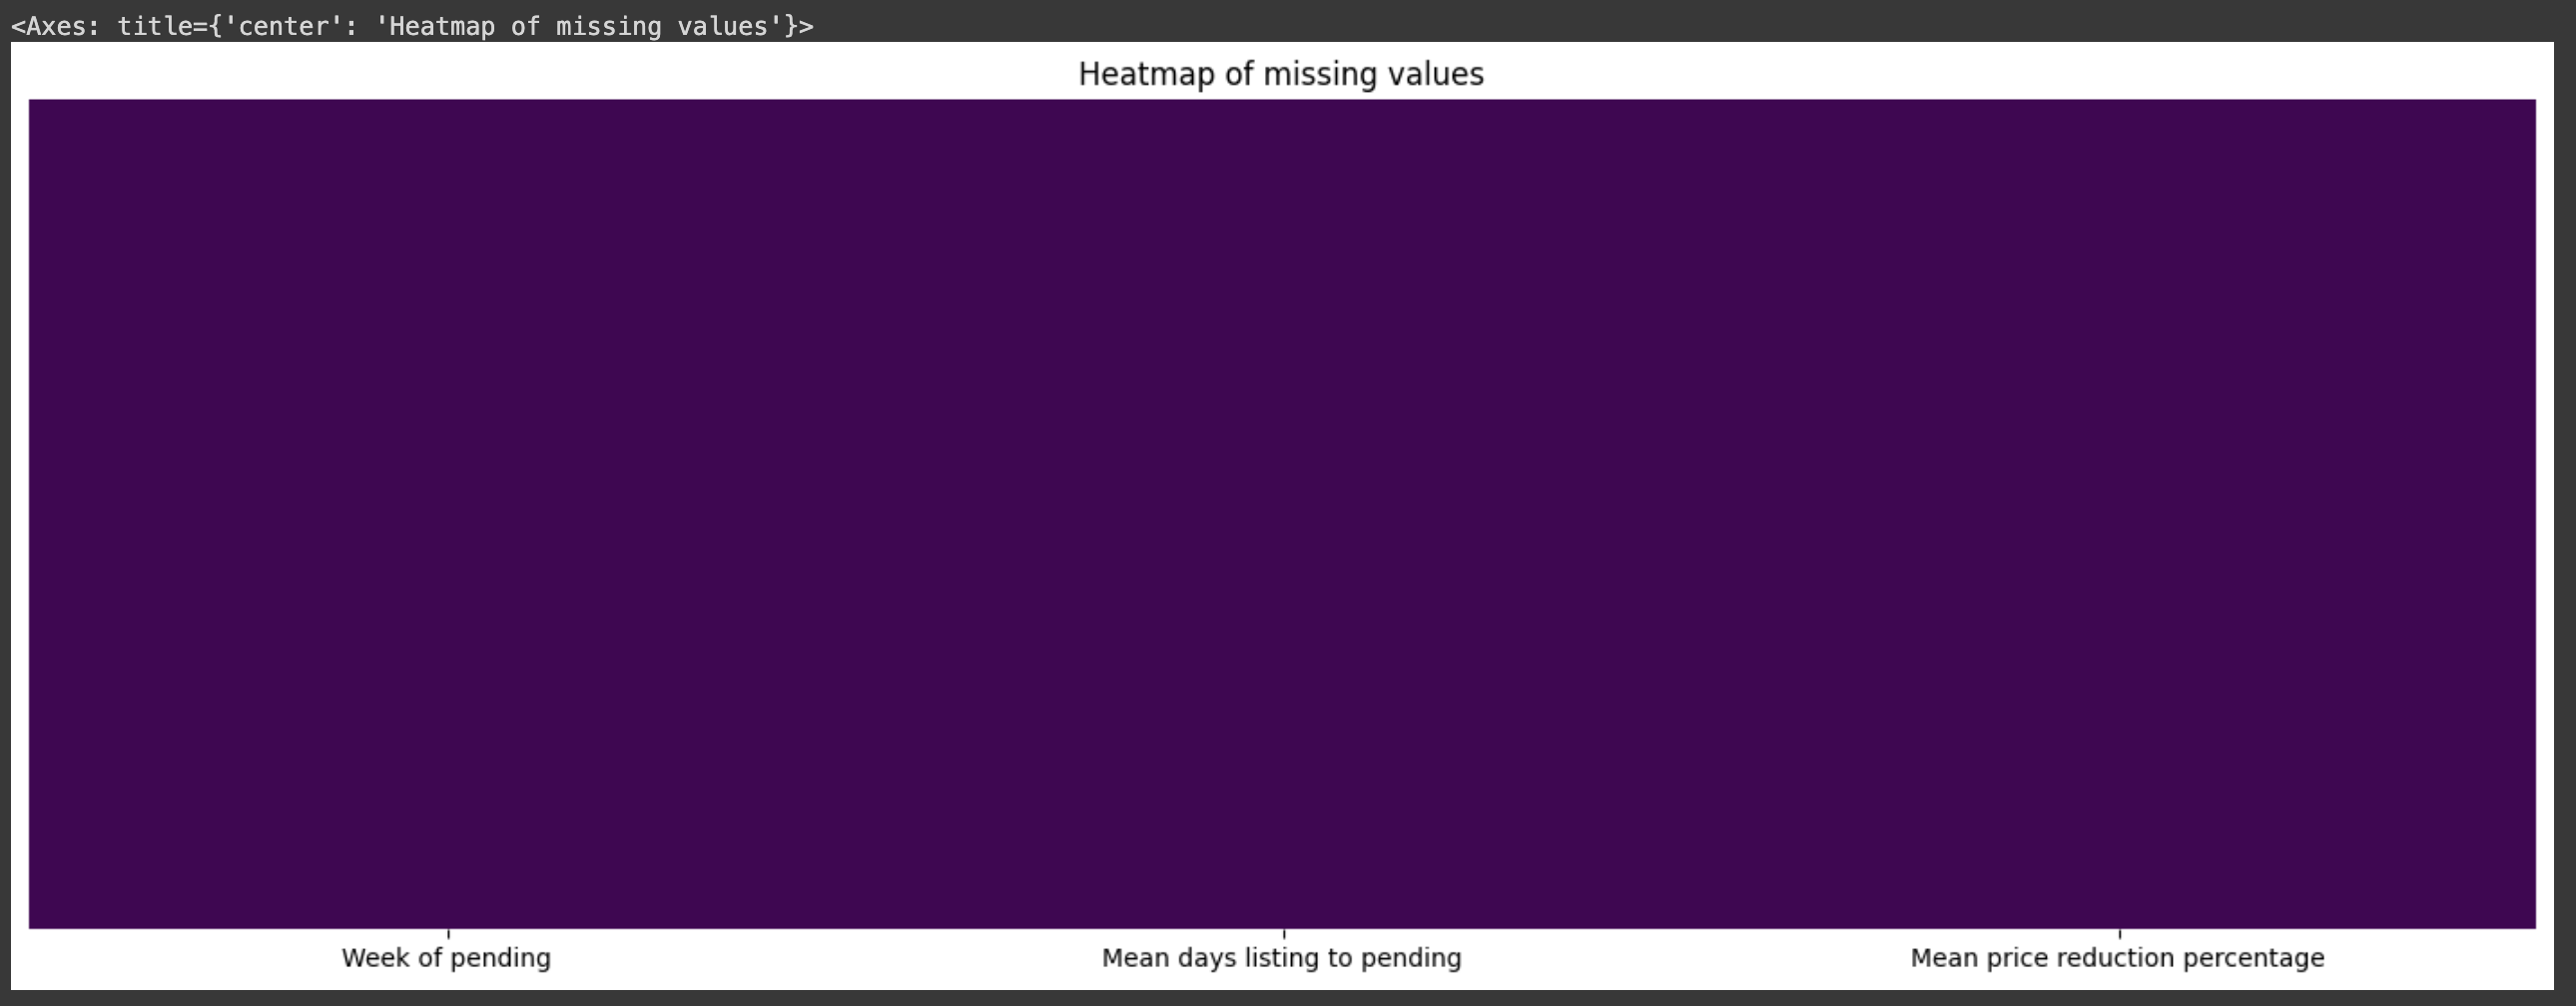 <Axes: title={'center': 'Heatmap of missing values'}>
Heatmap of missing values
Week of pending
Mean days listing to pending
Mean price reduction percentage